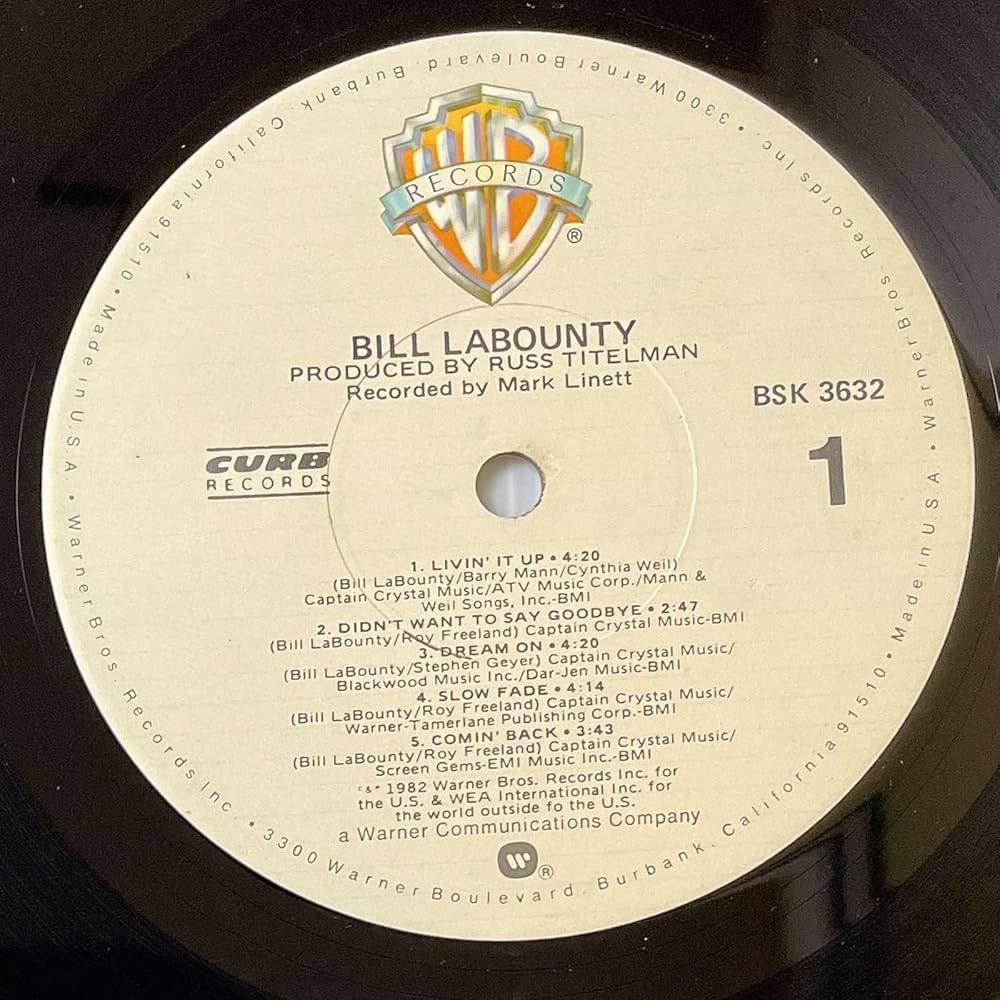 WB
RECORDS
®
BILL LABOUNTY
PRODUCED BY RUSS TITELMAN
Recorded by Mark Linett
BSK 3632
CURB
RECORDS
1
1. LIVIN' IT UP • 4:20
(Bill LaBounty/Barry Mann/Cynthia Weil)
Captain Crystal Music/ATV Music Corp./Mann &
Weil Songs, Inc.-BMI
2. DIDN'T WANT TO SAY GOODBYE • 2:47
(Bill LaBounty/Roy Freeland) Captain Crystal Music-BMI
3. DREAM ON • 4:20
(Bill LaBounty/Stephen Geyer) Captain Crystal Music/
Blackwood Music Inc./Dar-Jen Music-BMI
4. SLOW FADE • 4:14
(Bill LaBounty/Roy Freeland) Captain Crystal Music/
Warner-Tamerlane Publishing Corp.-BMI
5. COMIN' BACK • 3:43
(Bill LaBounty/Roy Freeland) Captain Crystal Music/
Screen Gems-EMI Music Inc.-BMI
1982 Warner Bros. Records Inc. for
the U.S. & WEA International Inc. for
the world outside fo the U.S.
a Warner Communications Company
®
Warner Bros. Records Inc. • 3300 Warner Boulevard, Burbank, California 91510 • Made in U.S.A. • Warner Bros. Records Inc. • 3300 Warner Boulevard, Burbank, California 91510 • Made in U.S.A. •